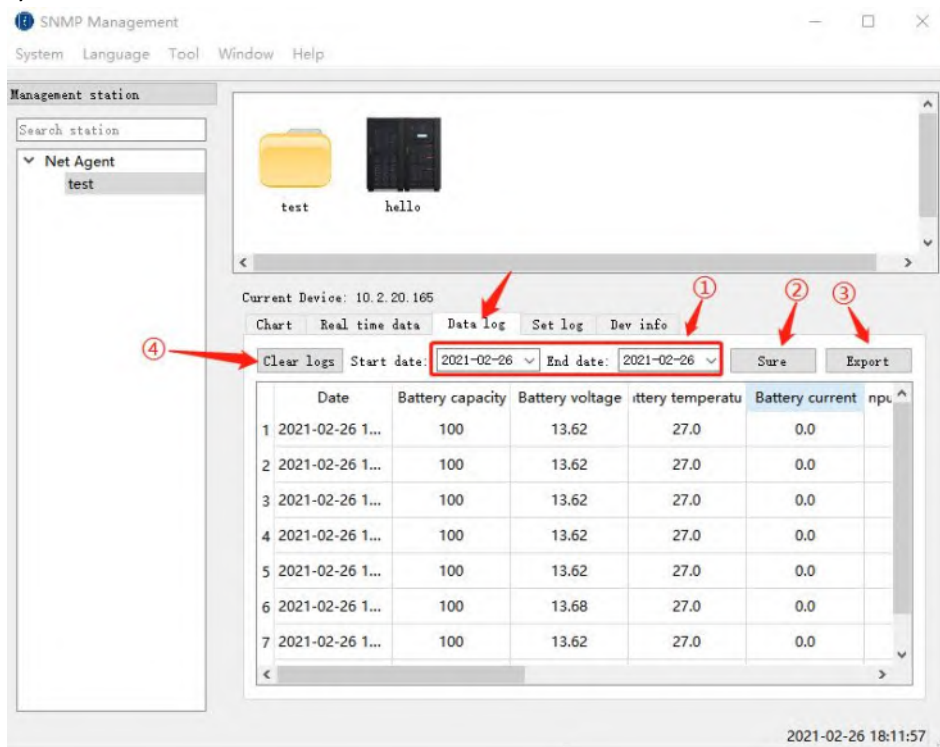 SNMP Management
System Language Tool Window Help
Management station
Search station
Net Agent
test
test hello
Current Device: 10.2.20.165
Chart Real time data Data log Set log Dev info
① ② ③
④
Clear logs Start date: 2021-02-26 End date: 2021-02-26 Sure Export
Date Battery capacity Battery voltage ttery temperatu Battery current npu
1 2021-02-26 1... 100 13.62 27.0 0.0
2 2021-02-26 1... 100 13.62 27.0 0.0
3 2021-02-26 1... 100 13.62 27.0 0.0
4 2021-02-26 1... 100 13.62 27.0 0.0
5 2021-02-26 1... 100 13.62 27.0 0.0
6 2021-02-26 1... 100 13.68 27.0 0.0
7 2021-02-26 1... 100 13.62 27.0 0.0
2021-02-26 18:11:57